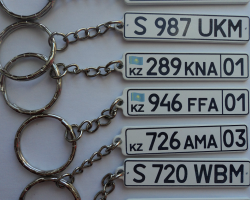 S 987 UKM
KZ 289 KNA 01
KZ 946 FFA 01
KZ 726 AMA 03
S 720 WBM